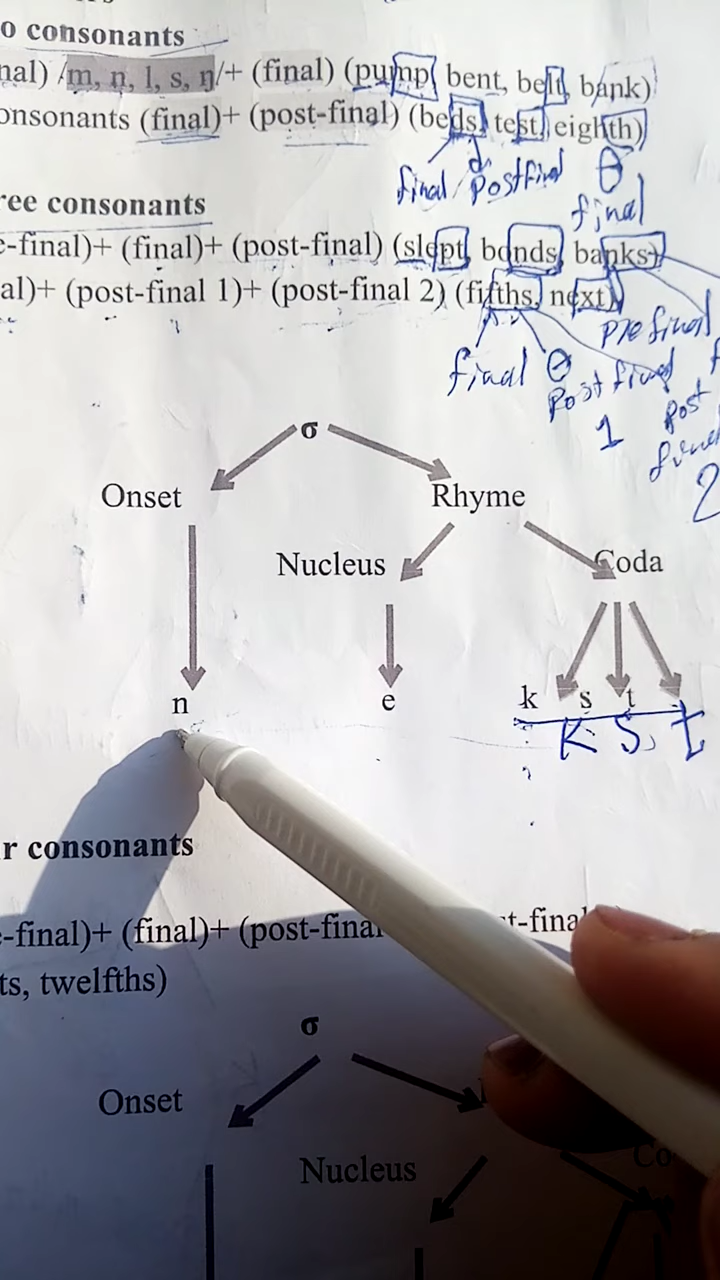 o consonants
nal) /m, n, l, s, ŋ/+ (final) (pump, bent, belt, bank)
onsonants (final)+ (post-final) (beds, test, eighth)
final / postfinal θ
final
ree consonants
-final)+ (final)+ (post-final) (slept, bonds, banks)
al)+ (post-final 1)+ (post-final 2) (fifths, next)
pre final
final θ
post final
1
post
2
σ
Onset Rhyme
Nucleus Coda
n e k s t
k s, t
r consonants
-final)+ (final)+ (post-final t-final
ts, twelfths)
σ
Onset
Nucleus Co